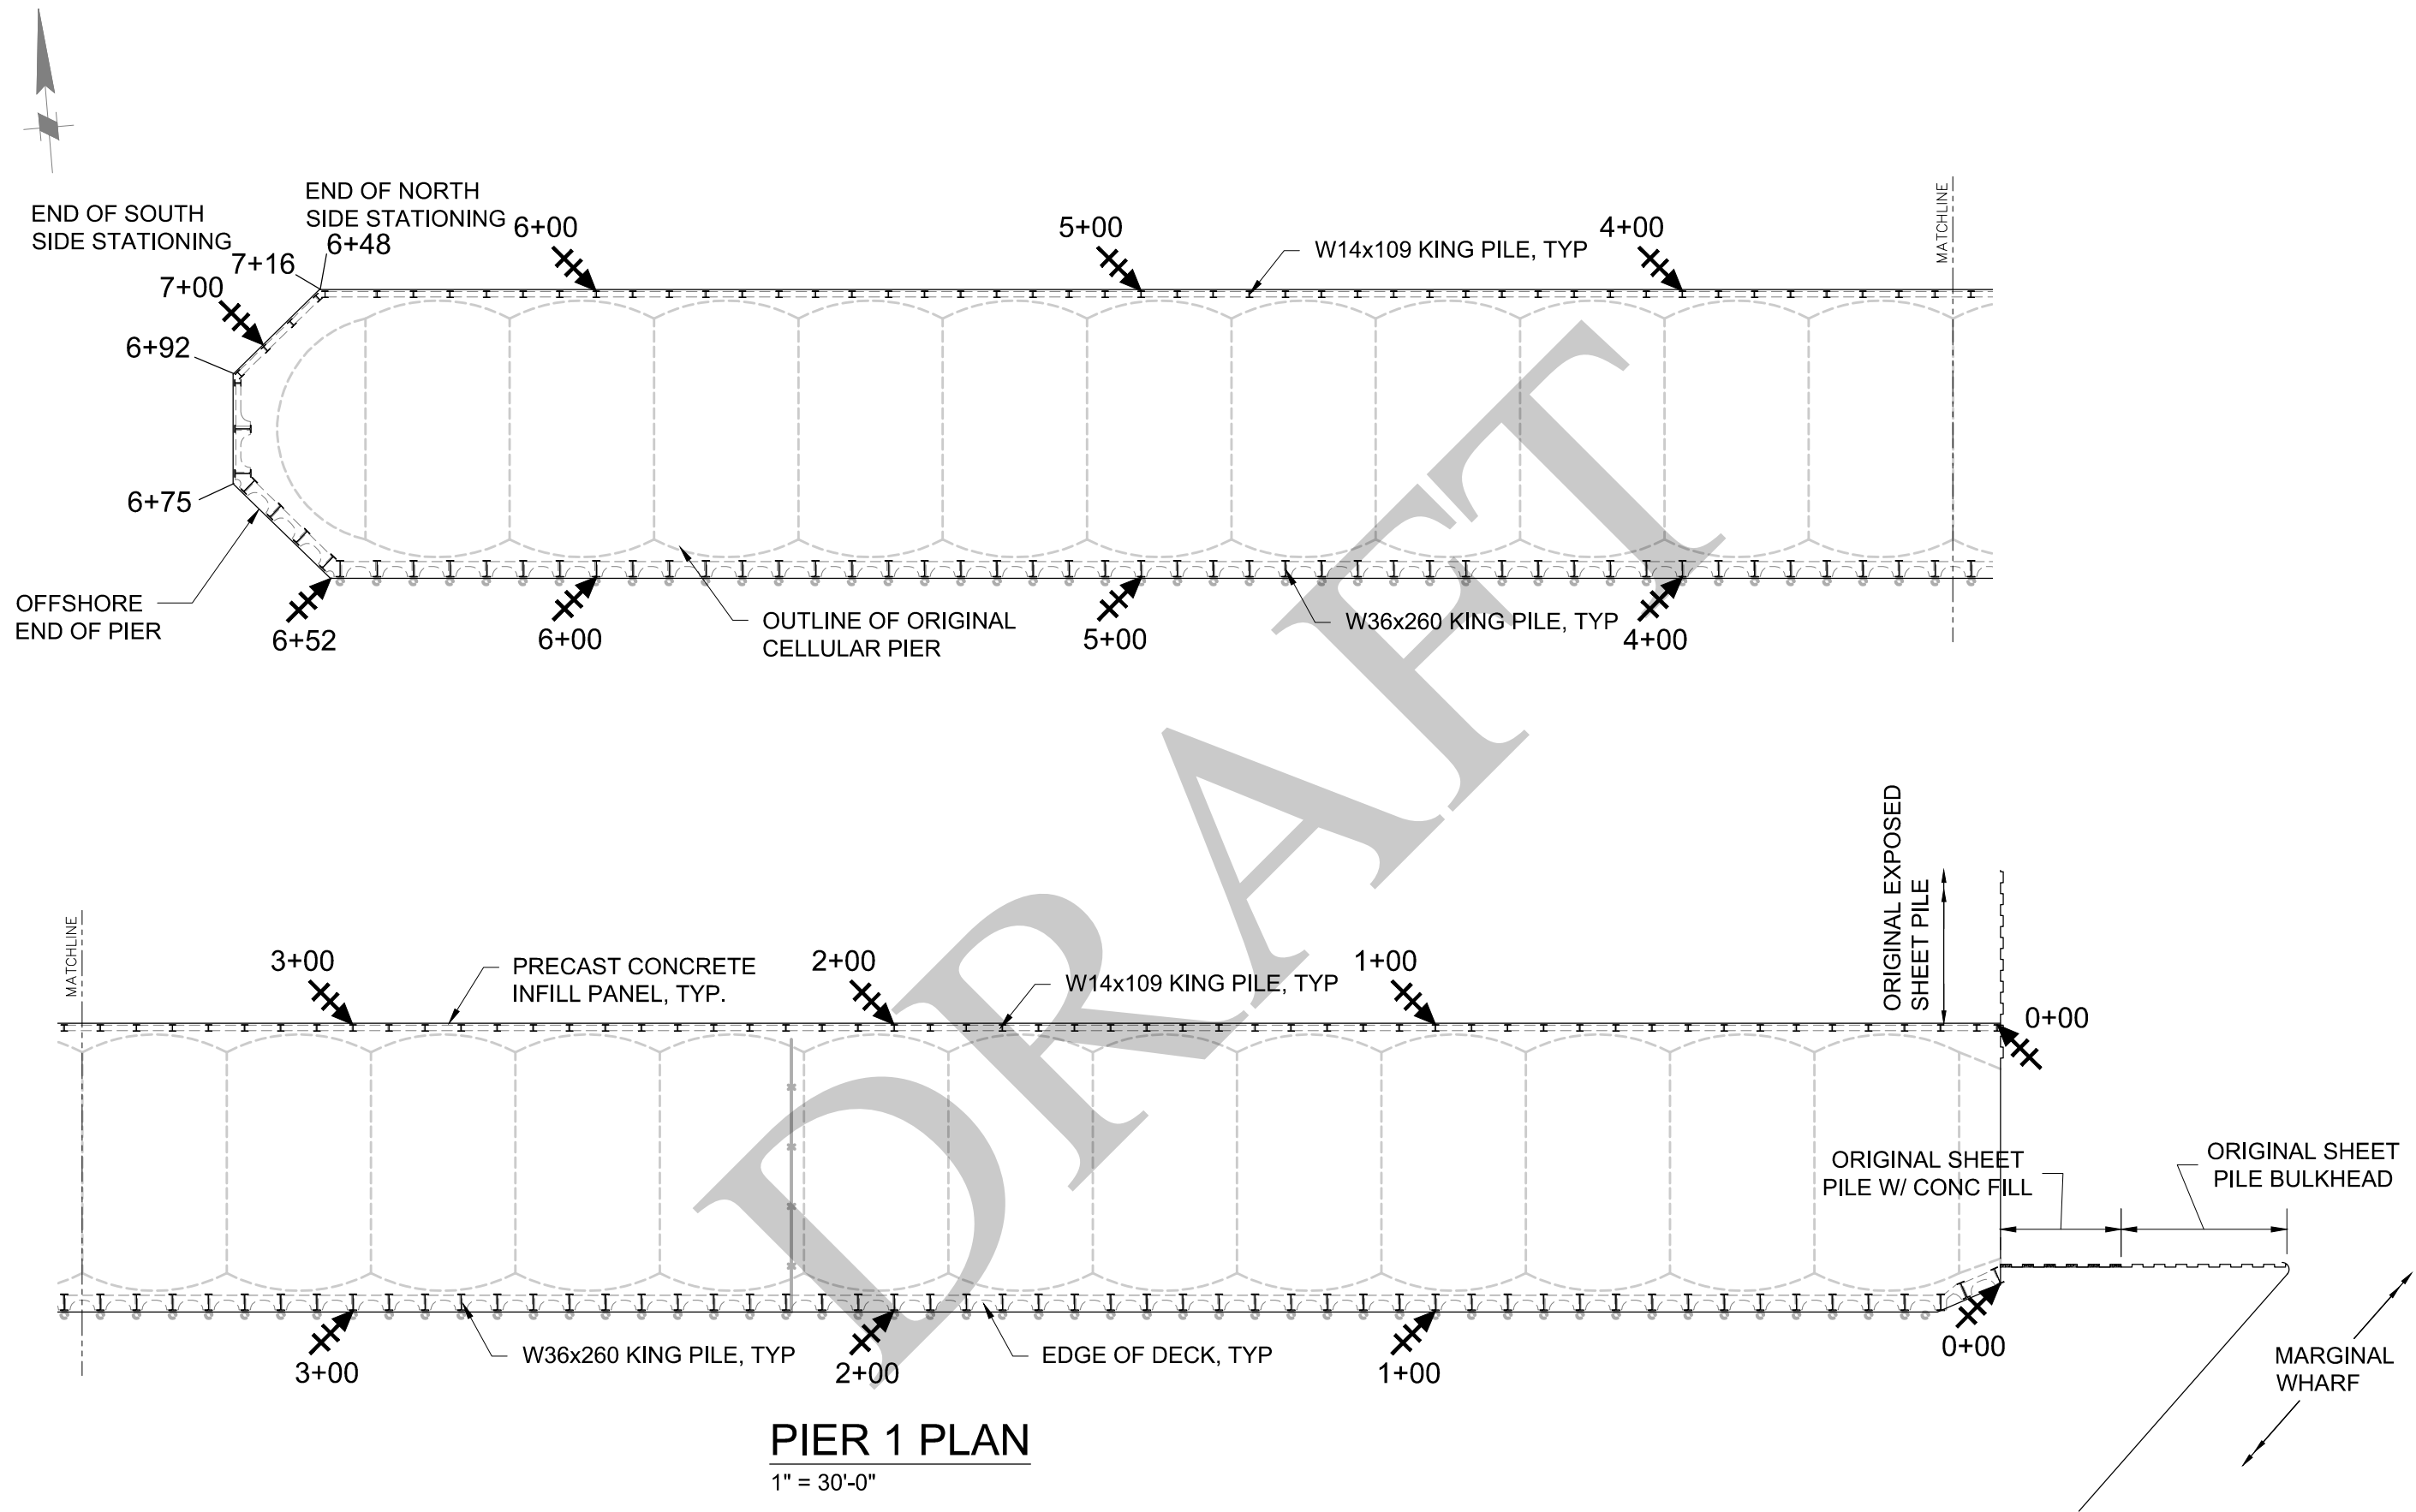 END OF SOUTH
SIDE STATIONING
END OF NORTH
SIDE STATIONING
6+48
7+16
7+00
6+92
6+75
6+00
5+00
W14x109 KING PILE, TYP
4+00
MATCHLINE
OFFSHORE
END OF PIER
6+52
6+00
OUTLINE OF ORIGINAL
CELLULAR PIER
5+00
W36x260 KING PILE, TYP
4+00
DRAFT
MATCHLINE
3+00
PRECAST CONCRETE
INFILL PANEL, TYP.
2+00
W14x109 KING PILE, TYP
1+00
ORIGINAL EXPOSED
SHEET PILE
0+00
ORIGINAL SHEET
PILE W/ CONC FILL
ORIGINAL SHEET
PILE BULKHEAD
3+00
W36x260 KING PILE, TYP
2+00
EDGE OF DECK, TYP
1+00
0+00
MARGINAL
WHARF
PIER 1 PLAN
1" = 30'-0"